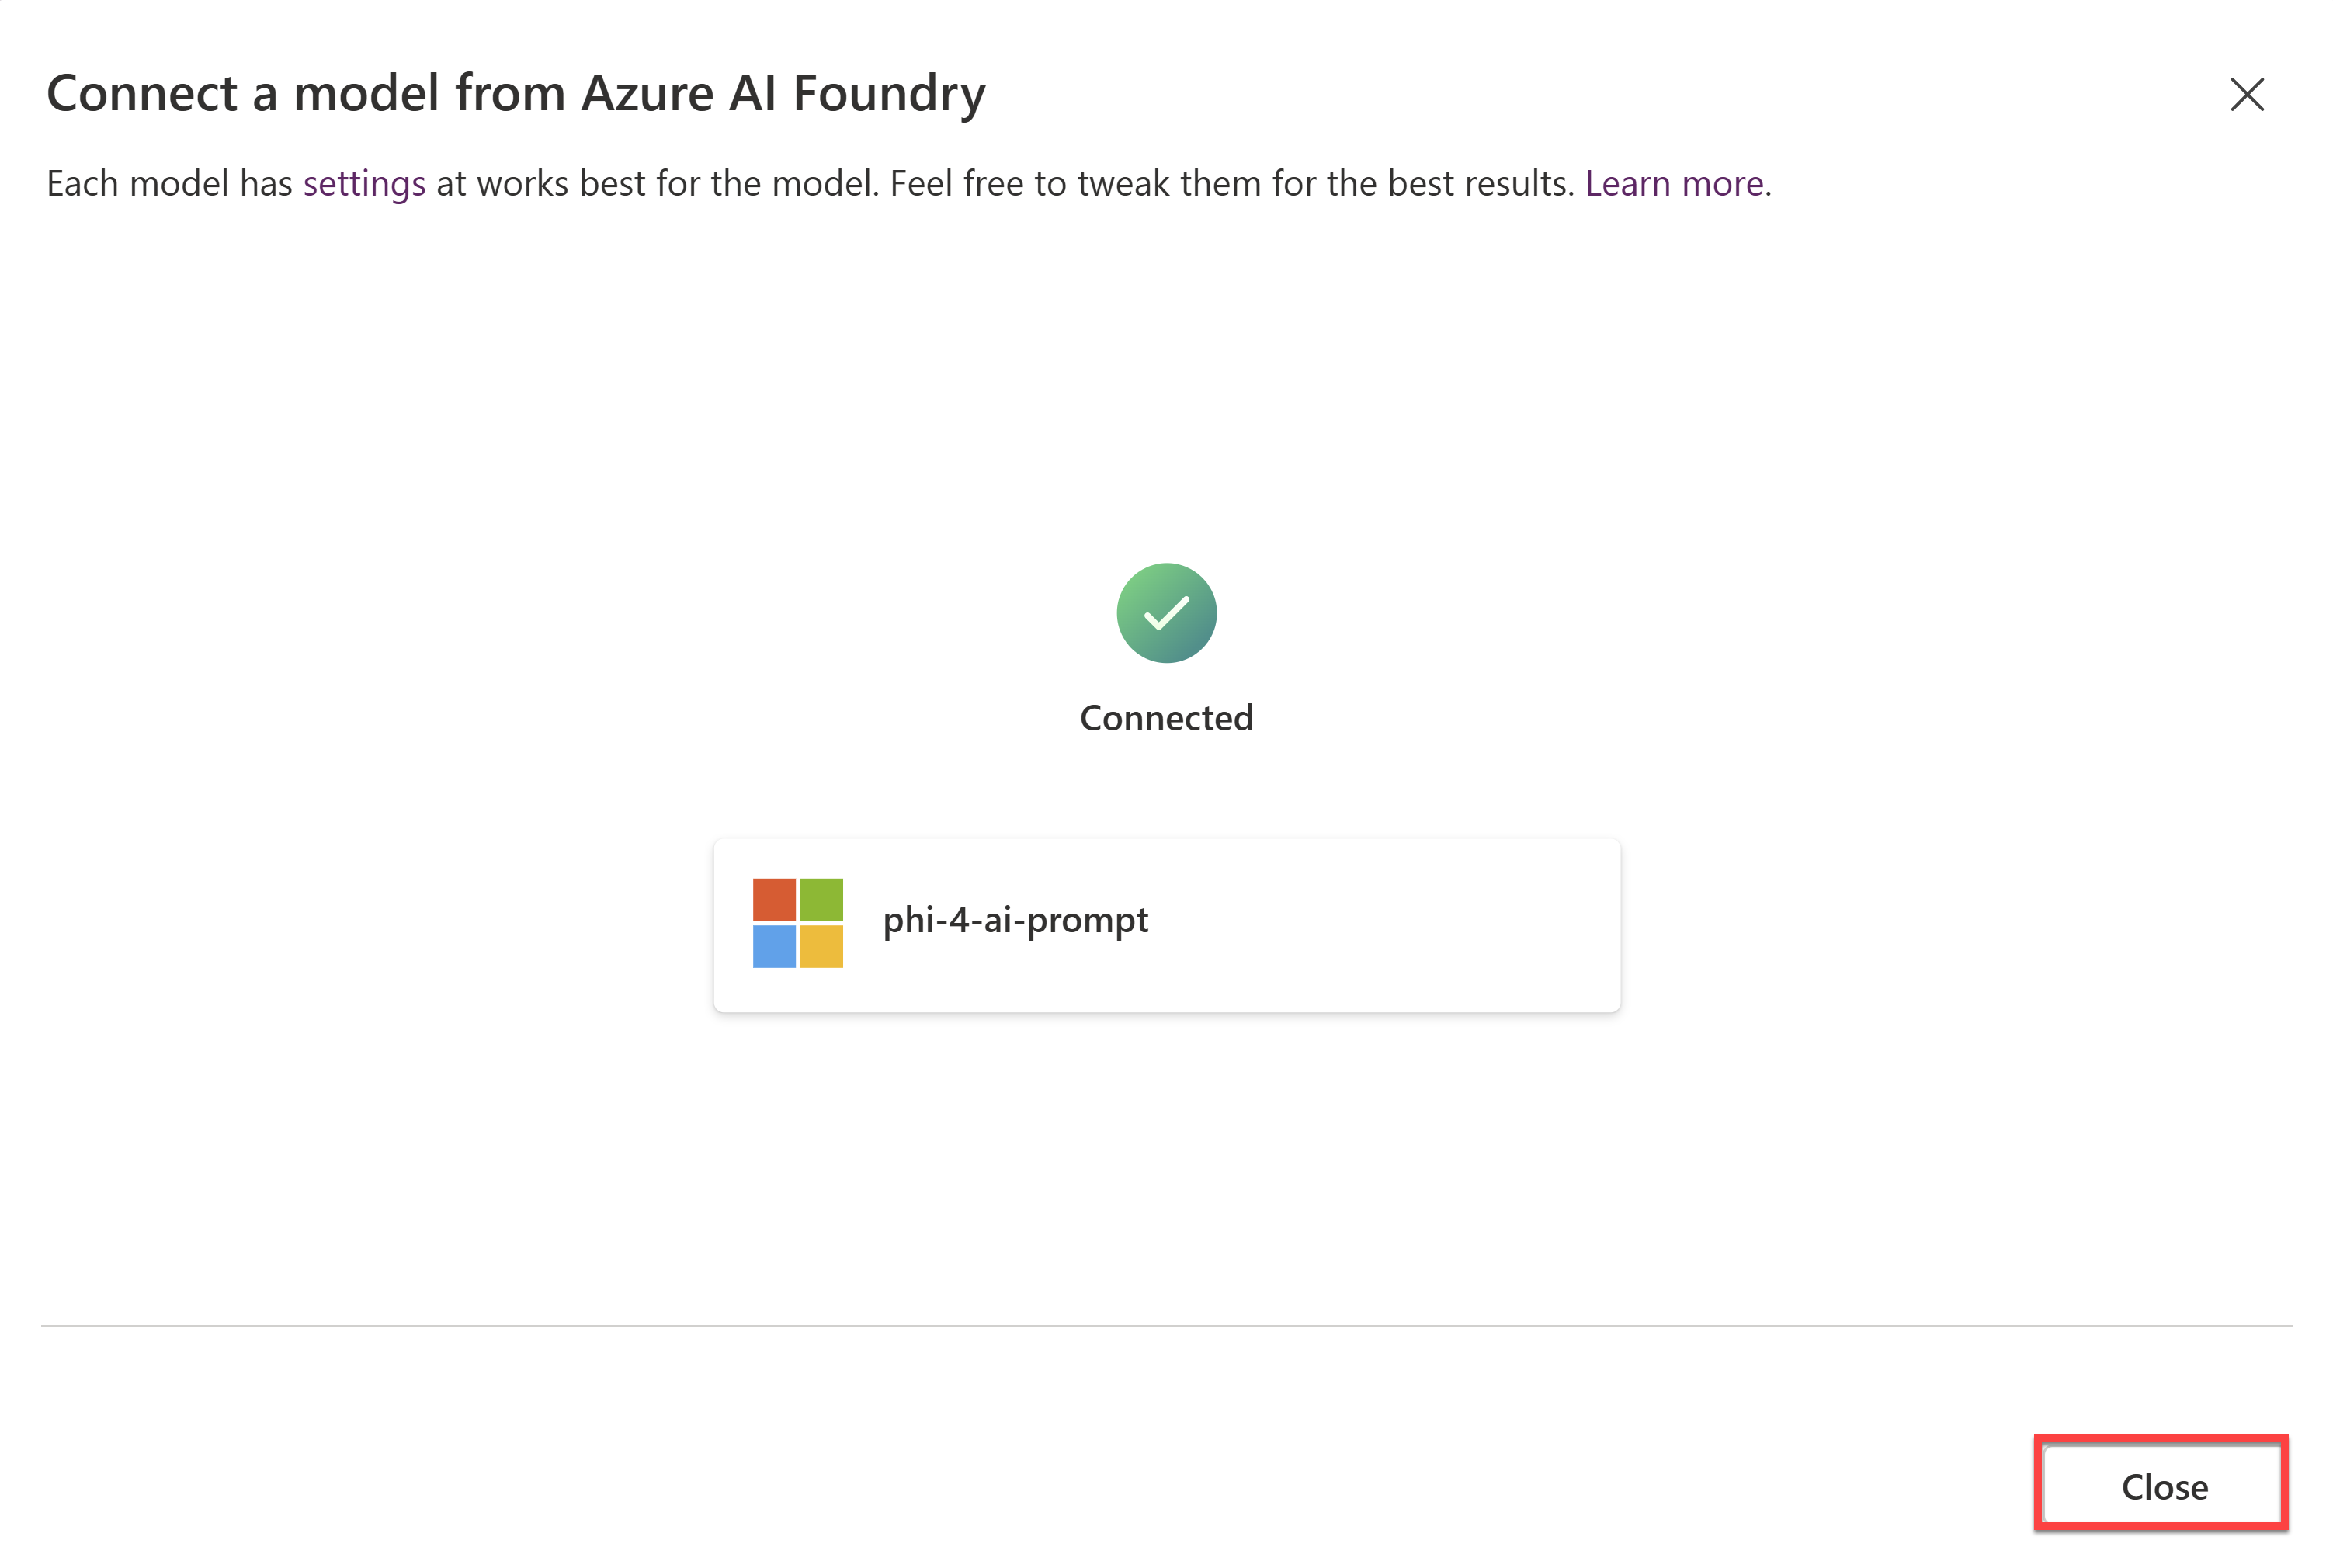 Connect a model from Azure AI Foundry
Each model has settings at works best for the model. Feel free to tweak them for the best results. Learn more.
Connected
phi-4-ai-prompt
Close